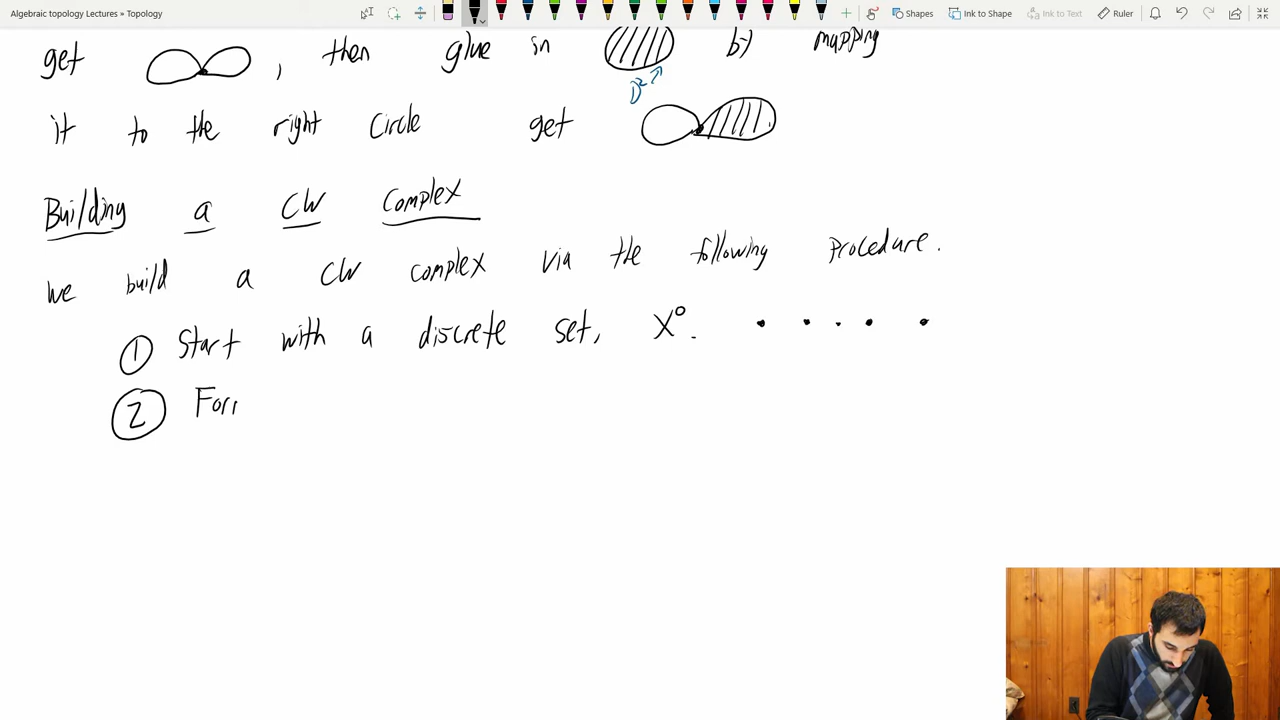 Algebraic topology Lectures » Topology
Shapes Ink to Shape Ink to Text Ruler
get , then glue in by mapping
D²
it to the right Circle get
Building a CW Complex
we build a CW complex via the following Procedure.
① Start with a discrete set, X⁰.
② For